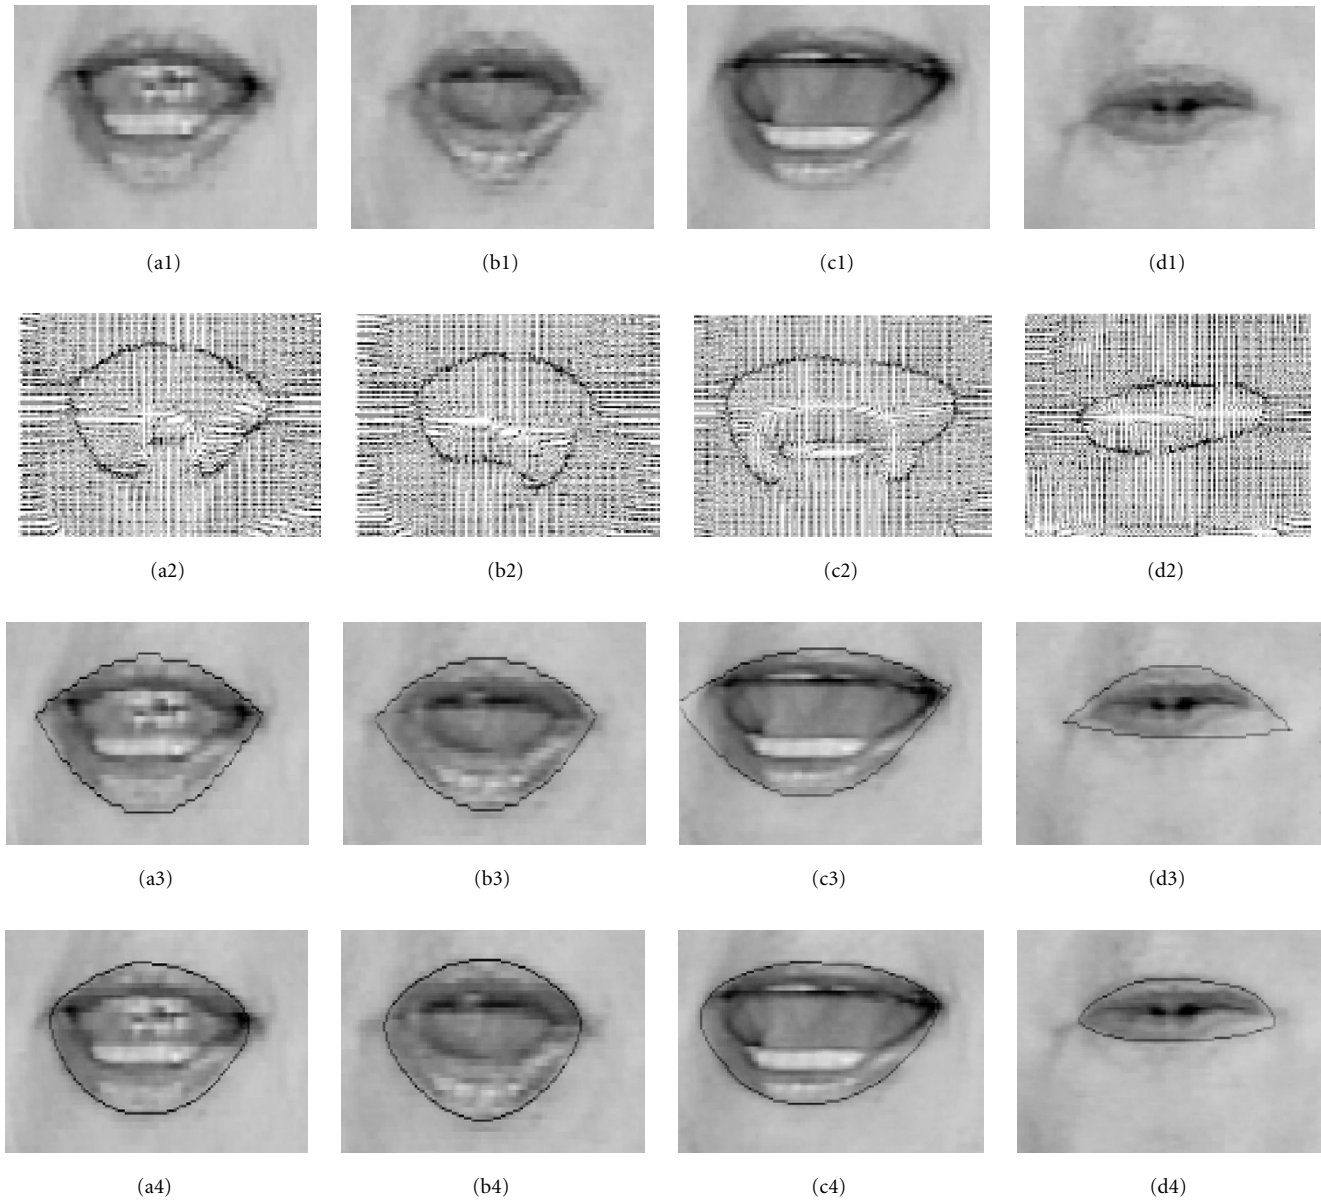 (a1) (b1) (c1) (d1)
(a2) (b2) (c2) (d2)
(a3) (b3) (c3) (d3)
(a4) (b4) (c4) (d4)